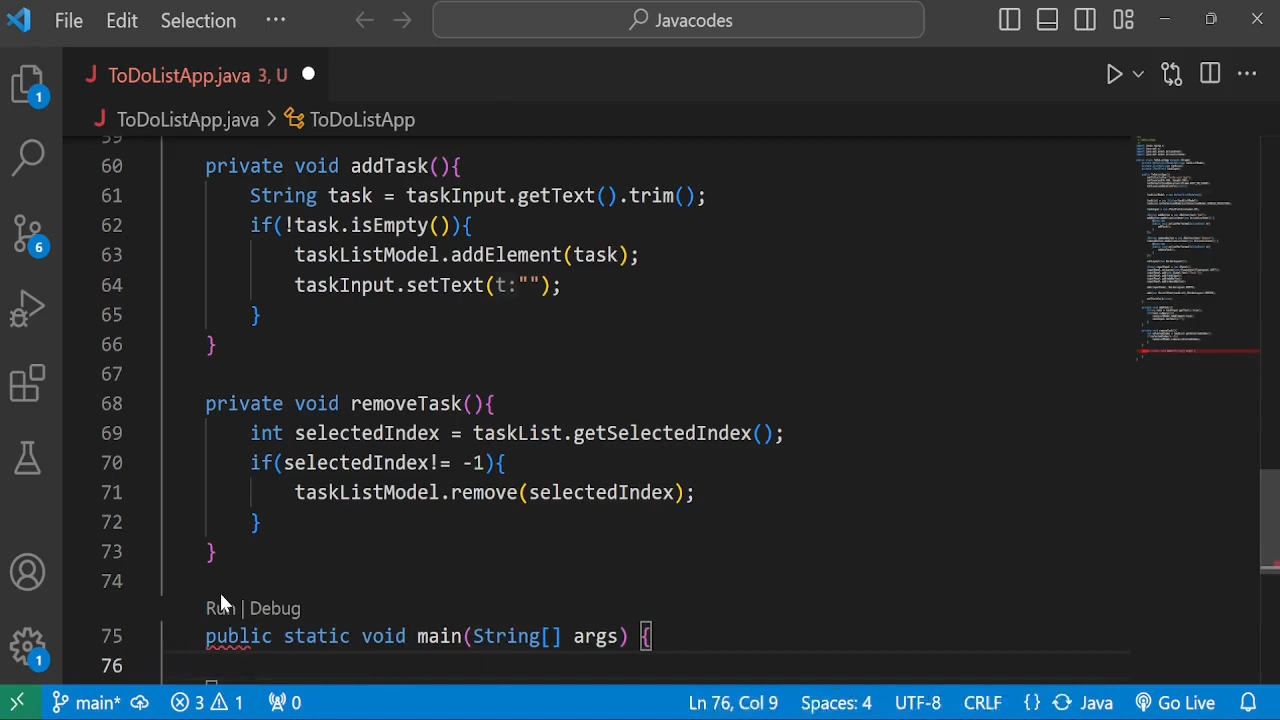 File Edit Selection ··· Javacodes
ToDoListApp.java 3, U
ToDoListApp.java > ToDoListApp
59
60 private void addTask(){
61 String task = taskinput.getText().trim();
62 if(!task.isEmpty()){
63 taskListModel.addElement(task);
64 taskInput.setText(t:"");
65 }
66 }
67
68 private void removeTask(){
69 int selectedIndex = taskList.getSelectedIndex();
70 if(selectedIndex!= -1){
71 taskListModel.remove(selectedIndex);
72 }
73 }
74
Run | Debug
75 public static void main(String[] args) {
76
1
6
1
main* 3 1 0 Ln 76, Col 9 Spaces: 4 UTF-8 CRLF {} Java Go Live